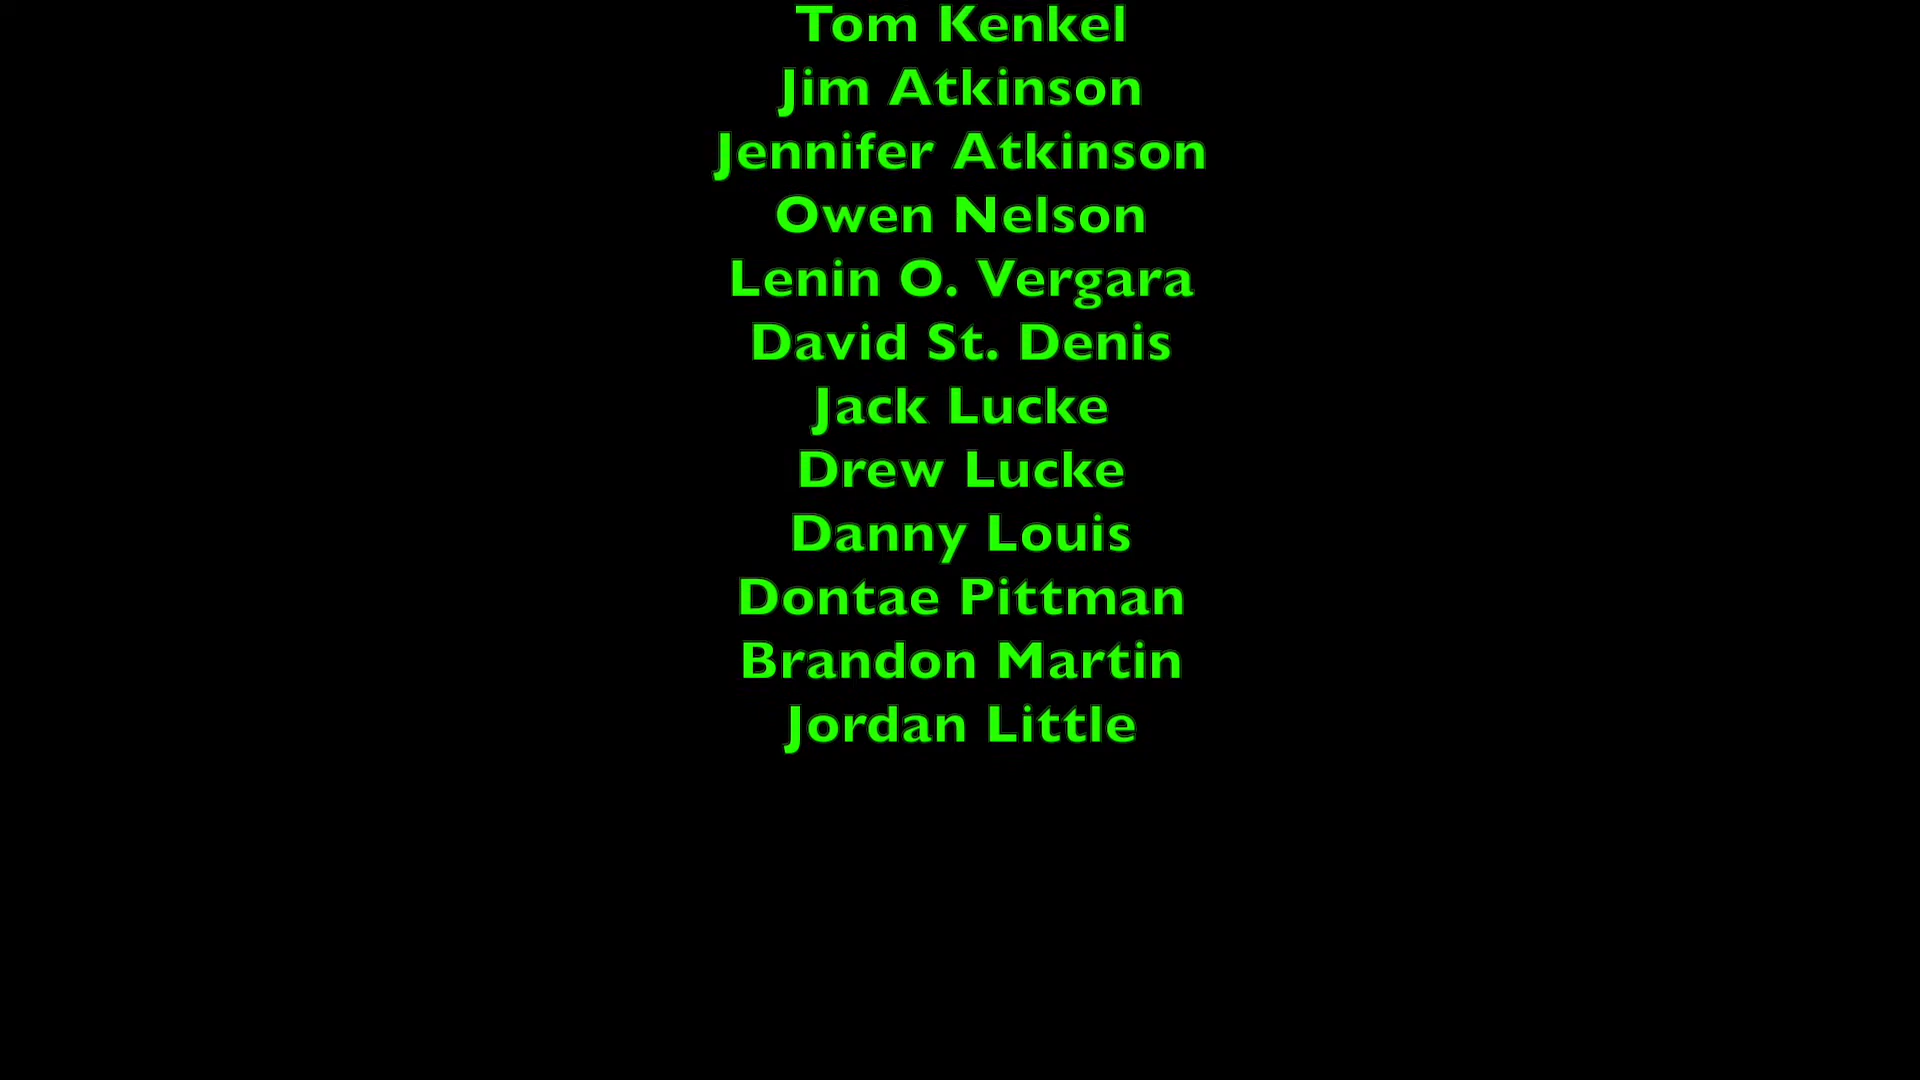 Tom Kenkel
Jim Atkinson
Jennifer Atkinson
Owen Nelson
Lenin O. Vergara
David St. Denis
Jack Lucke
Drew Lucke
Danny Louis
Dontae Pittman
Brandon Martin
Jordan Little